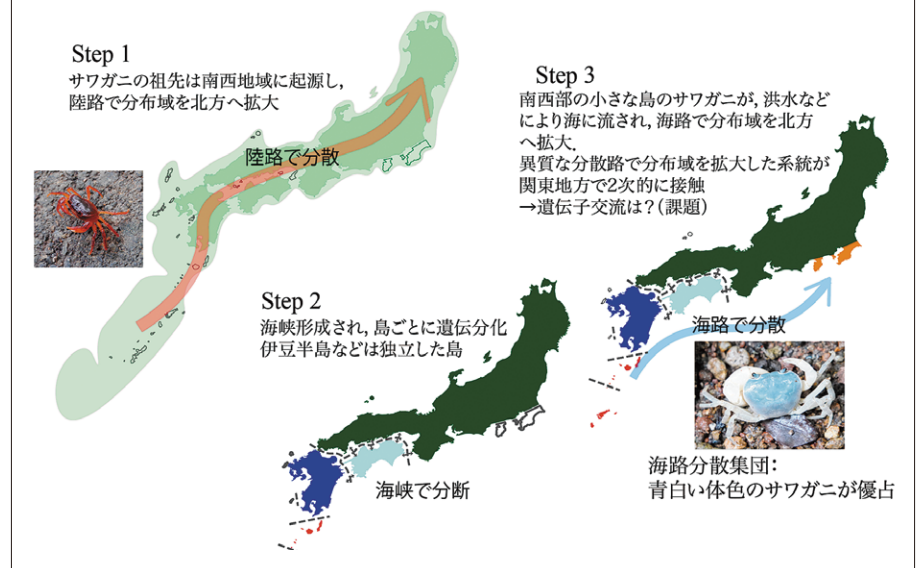 Step 1
サワガニの祖先は南西地域に起源し,
陸路で分布域を北方へ拡大
陸路で分散
Step 2
海峡形成され, 島ごとに遺伝分化
伊豆半島などは独立した島
海峡で分断
Step 3
南西部の小さな島のサワガニが, 洪水など
により海に流され, 海路で分布域を北方
へ拡大.
異質な分散路で分布域を拡大した系統が
関東地方で2次的に接触
→遺伝子交流は?(課題)
海路で分散
海路分散集団:
青白い体色のサワガニが優占